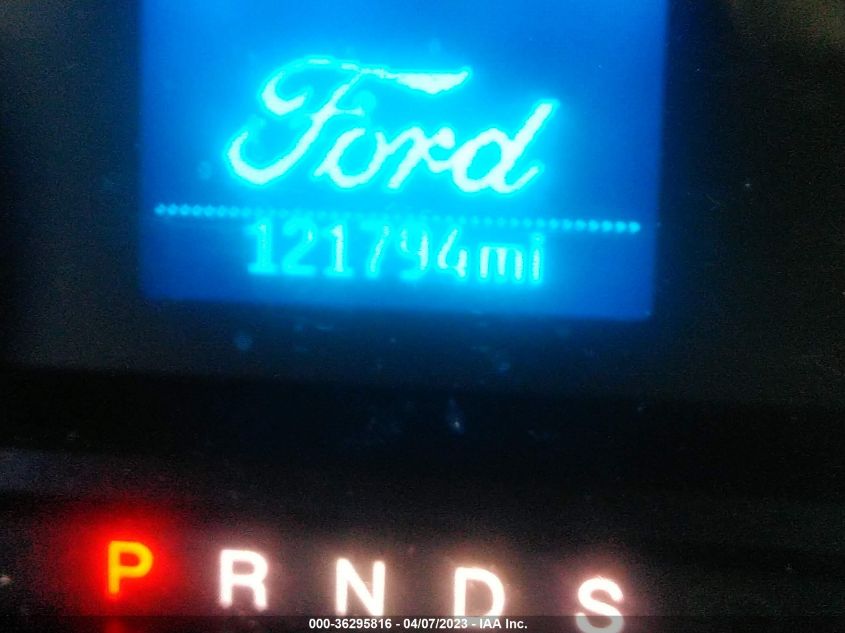 Ford
121794mi
P R N D S
000-36295816 - 04/07/2023 - IAA Inc.